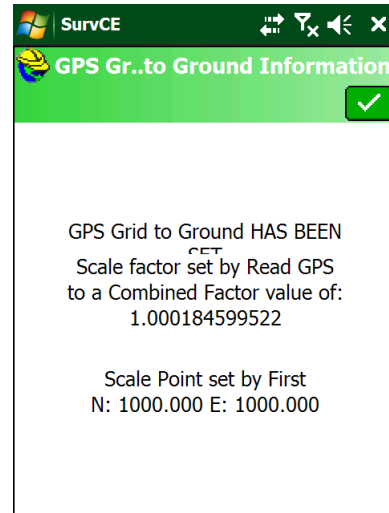 SurvCE
GPS Gr..to Ground Information
GPS Grid to Ground HAS BEEN
SET
Scale factor set by Read GPS
to a Combined Factor value of:
1.000184599522
Scale Point set by First
N: 1000.000 E: 1000.000